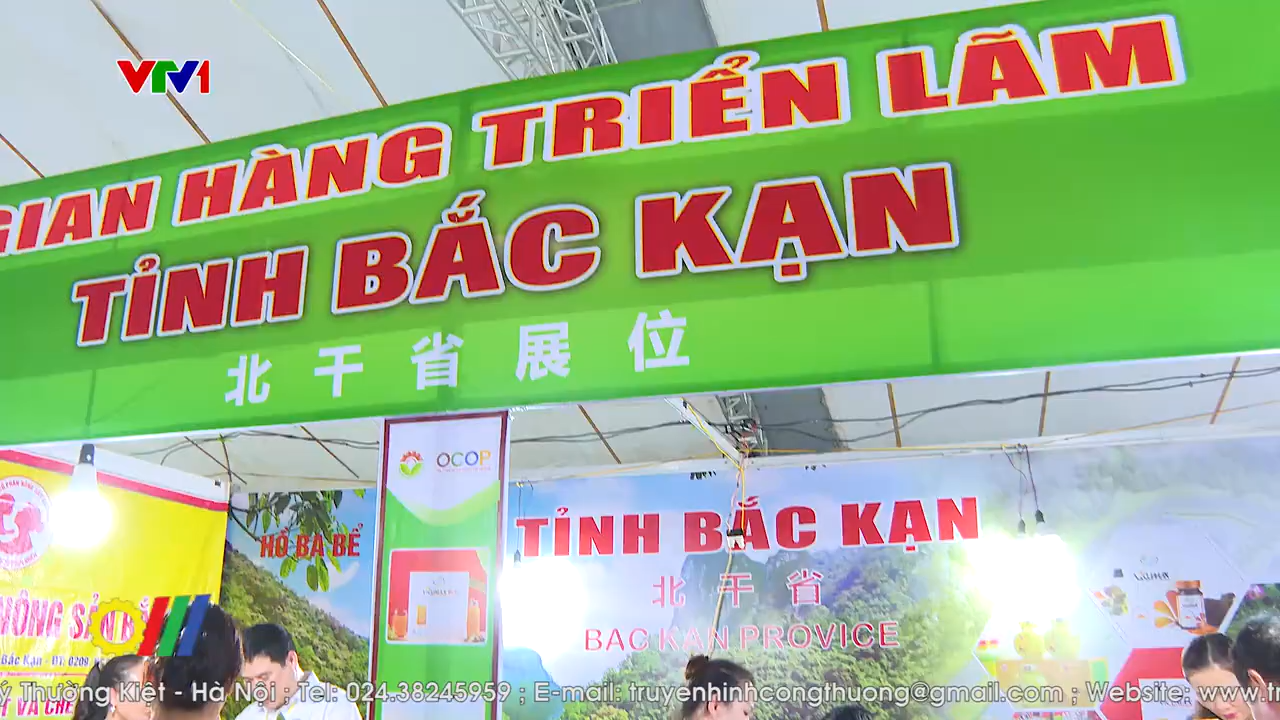 VTV1
GIAN HÀNG TRIỂN LÃM
TỈNH BẮC KẠN
北干省展位
OCOP
HỒ BA BỂ
TỈNH BẮC KẠN
北干省
BAC KAN PROVICE
NÔNG SẢN
Bắc Kạn - ĐT: 0209
Thường Kiệt - Hà Nội ; Tel: 024.38245959 ; E-mail: truyenhinhcongthuong@gmail.com ; Website: www.